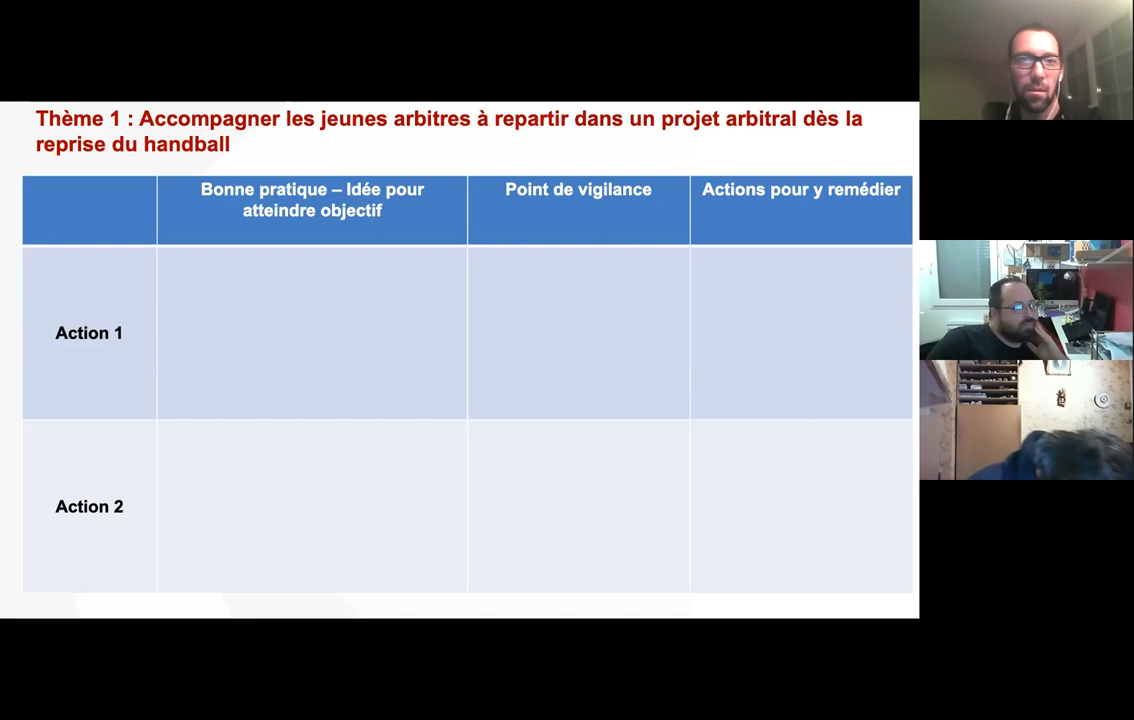 Thème 1 : Accompagner les jeunes arbitres à repartir dans un projet arbitral dès la
reprise du handball
Bonne pratique – Idée pour
atteindre objectif
Point de vigilance
Actions pour y remédier
Action 1
Action 2